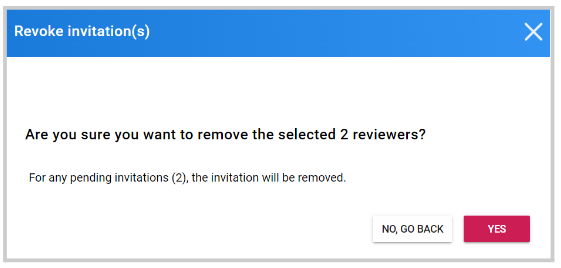 Revoke invitation(s)
Are you sure you want to remove the selected 2 reviewers?
For any pending invitations (2), the invitation will be removed.
NO, GO BACK YES